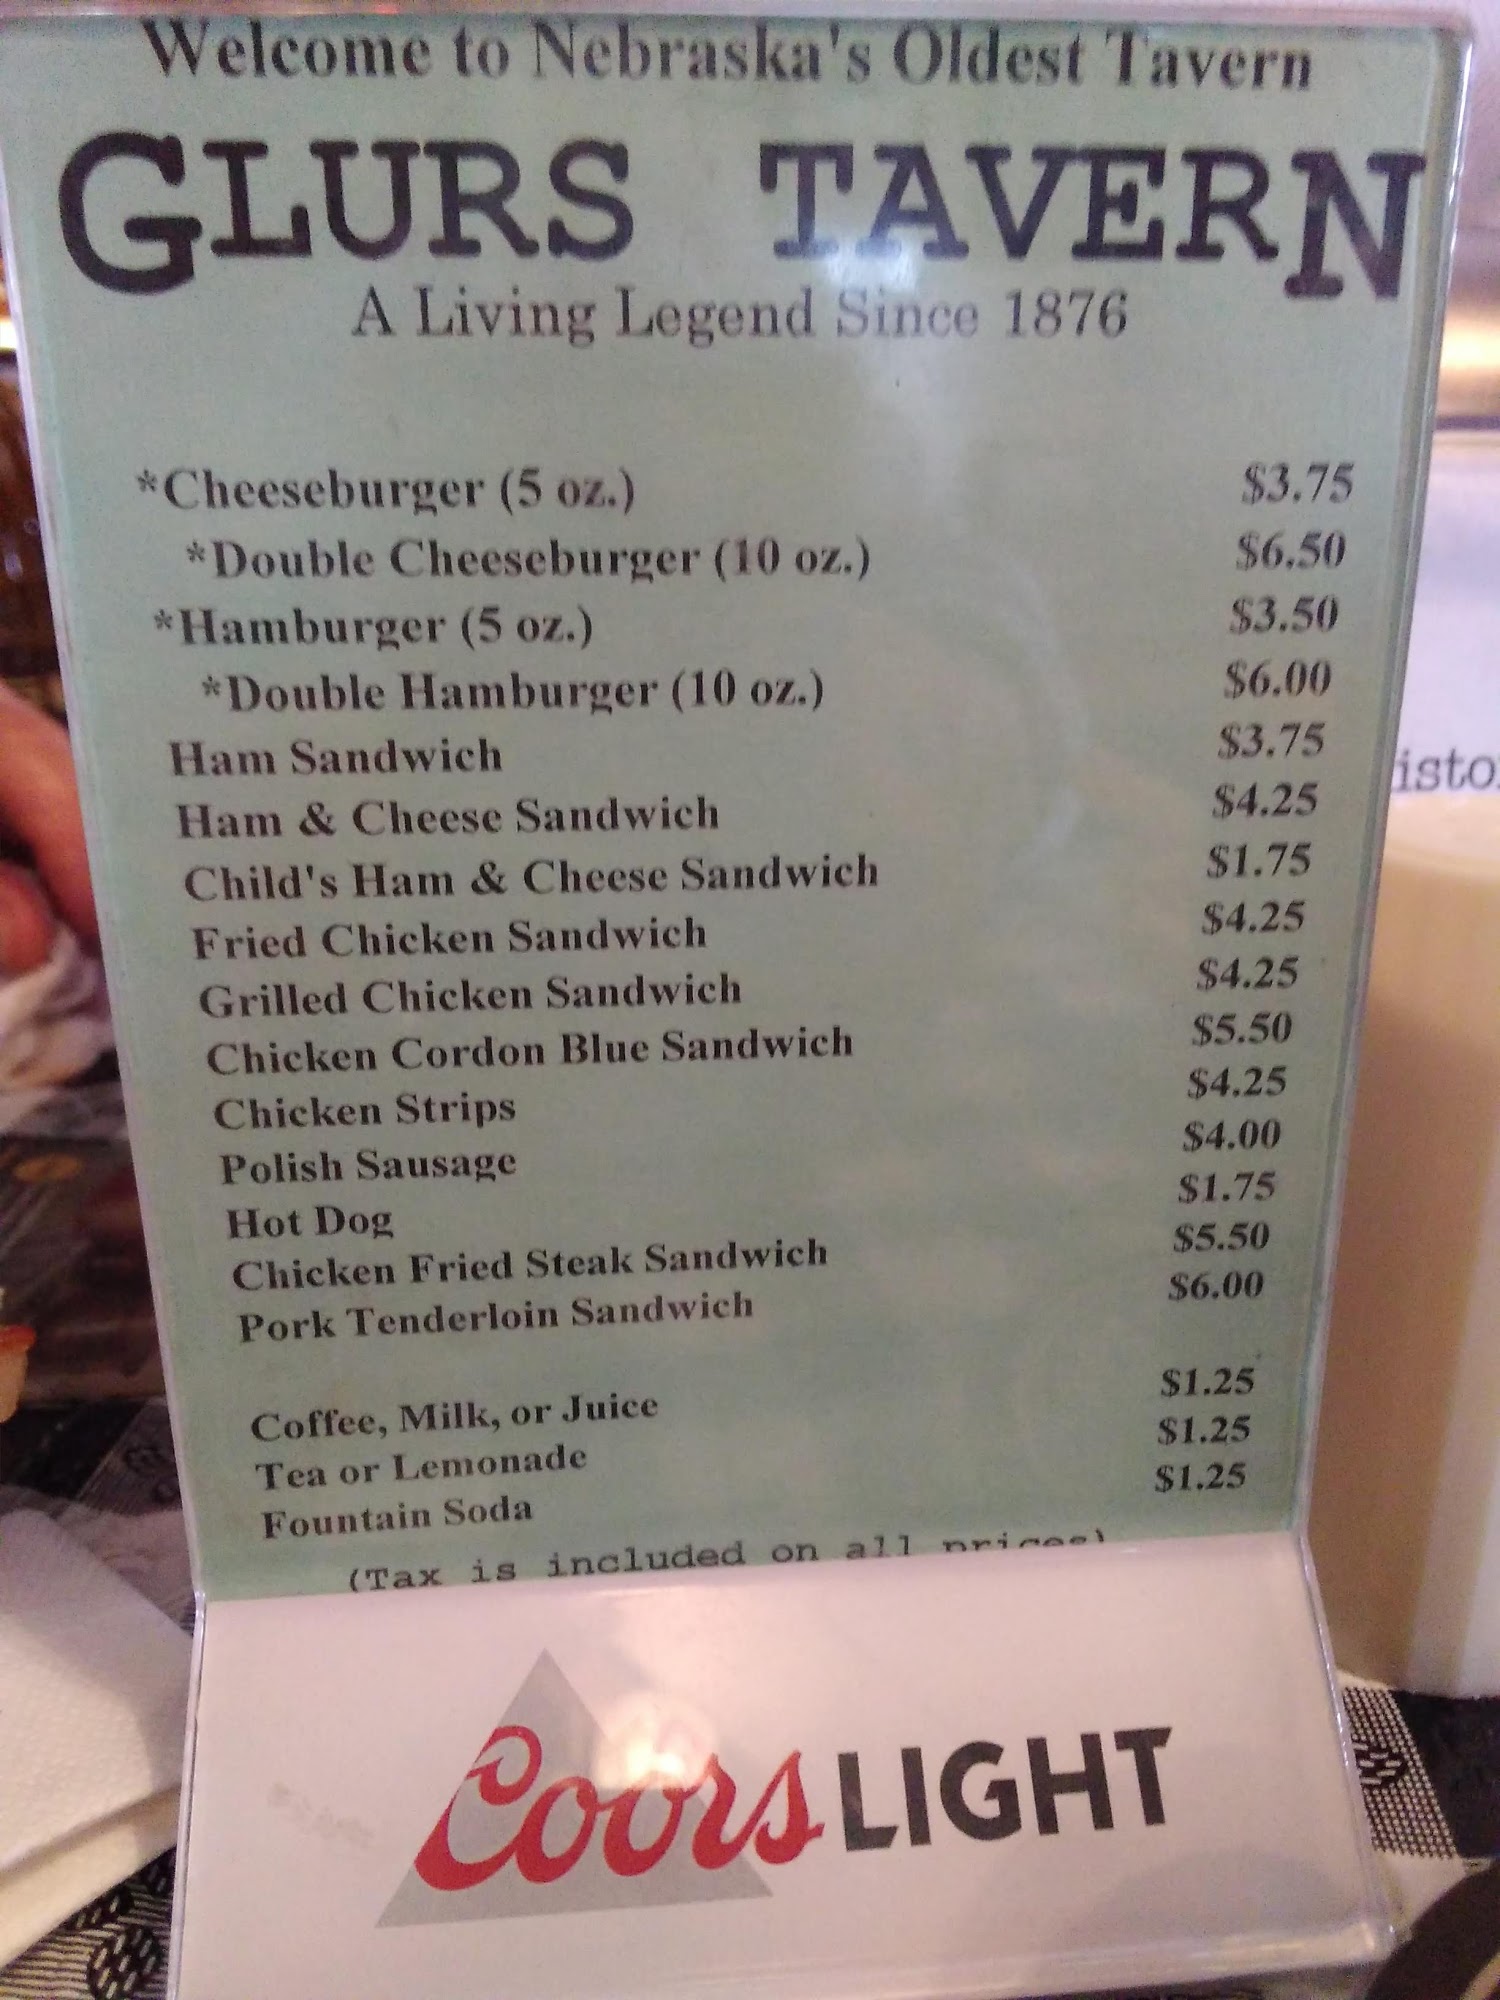 Welcome to Nebraska's Oldest Tavern
GLURS TAVERN
A Living Legend Since 1876
*Cheeseburger (5 oz.) $3.75
*Double Cheeseburger (10 oz.) $6.50
*Hamburger (5 oz.) $3.50
*Double Hamburger (10 oz.) $6.00
Ham Sandwich $3.75
Ham & Cheese Sandwich $4.25
Child's Ham & Cheese Sandwich $1.75
Fried Chicken Sandwich $4.25
Grilled Chicken Sandwich $4.25
Chicken Cordon Blue Sandwich $5.50
Chicken Strips $4.25
Polish Sausage $4.00
Hot Dog $1.75
Chicken Fried Steak Sandwich $5.50
Pork Tenderloin Sandwich $6.00
Coffee, Milk, or Juice $1.25
Tea or Lemonade $1.25
Fountain Soda $1.25
(Tax is included on all prices)
Coors LIGHT